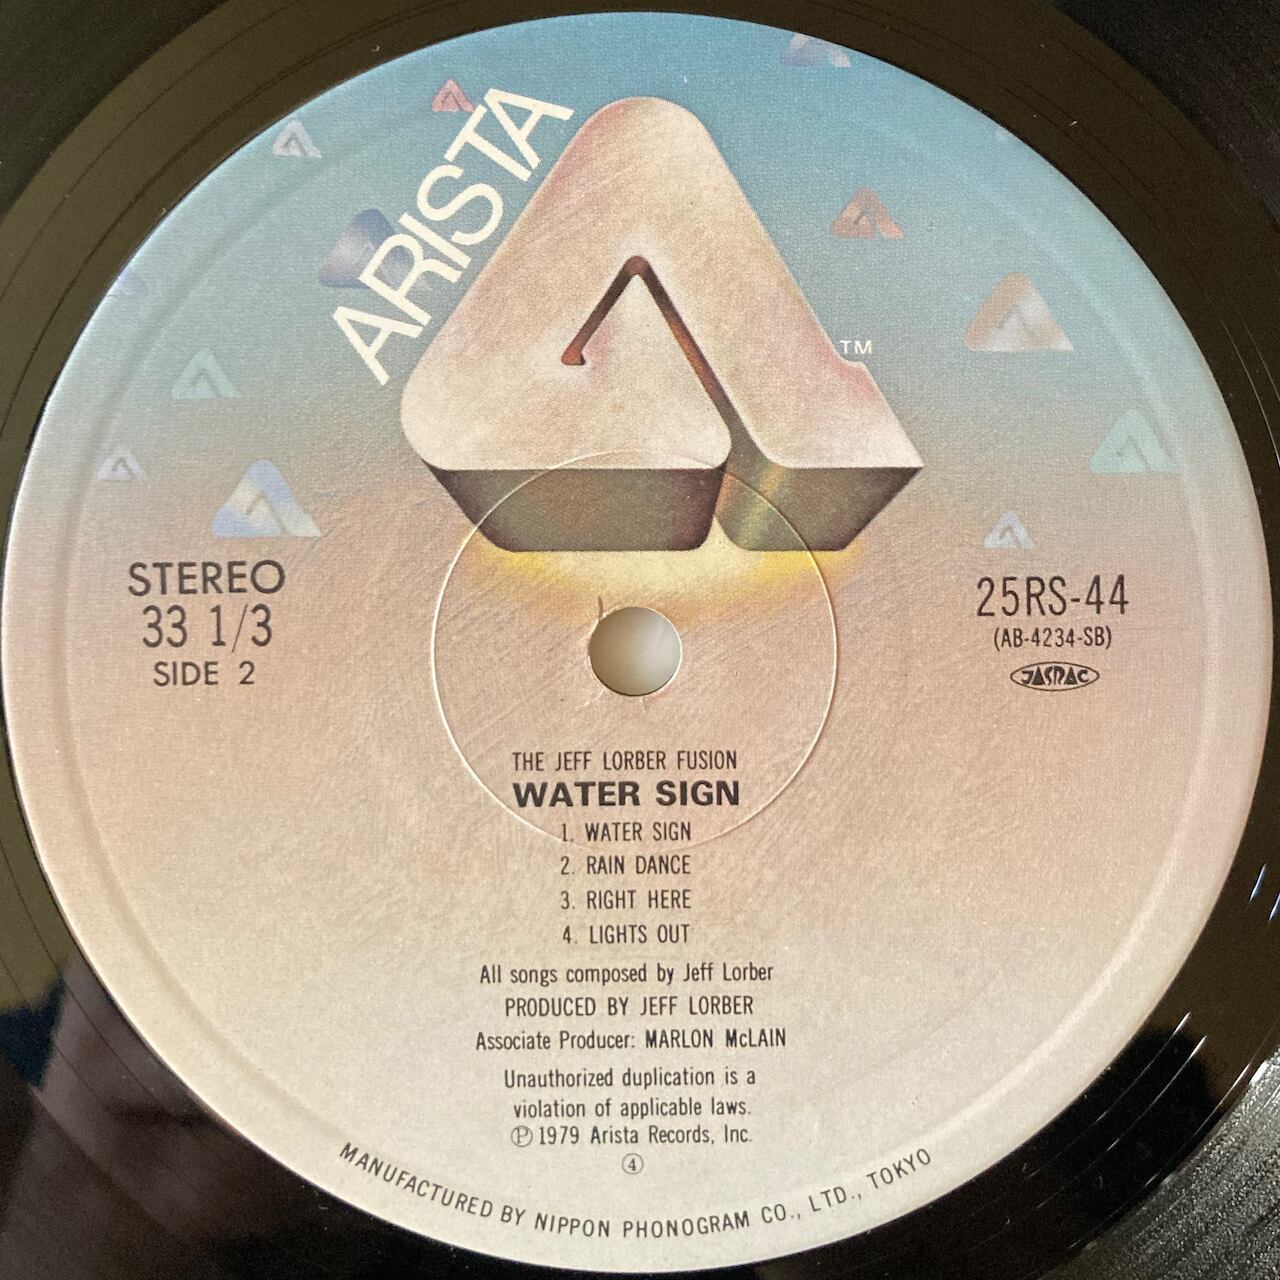 ARISTA
TM
STEREO
33 1/3
SIDE 2
25RS-44
(AB-4234-SB)
JASRAC
THE JEFF LORBER FUSION
WATER SIGN
1. WATER SIGN
2. RAIN DANCE
3. RIGHT HERE
4. LIGHTS OUT
All songs composed by Jeff Lorber
PRODUCED BY JEFF LORBER
Associate Producer: MARLON McLAIN
Unauthorized duplication is a
violation of applicable laws.
Ⓟ 1979 Arista Records, Inc.
④
MANUFACTURED BY NIPPON PHONOGRAM CO., LTD., TOKYO